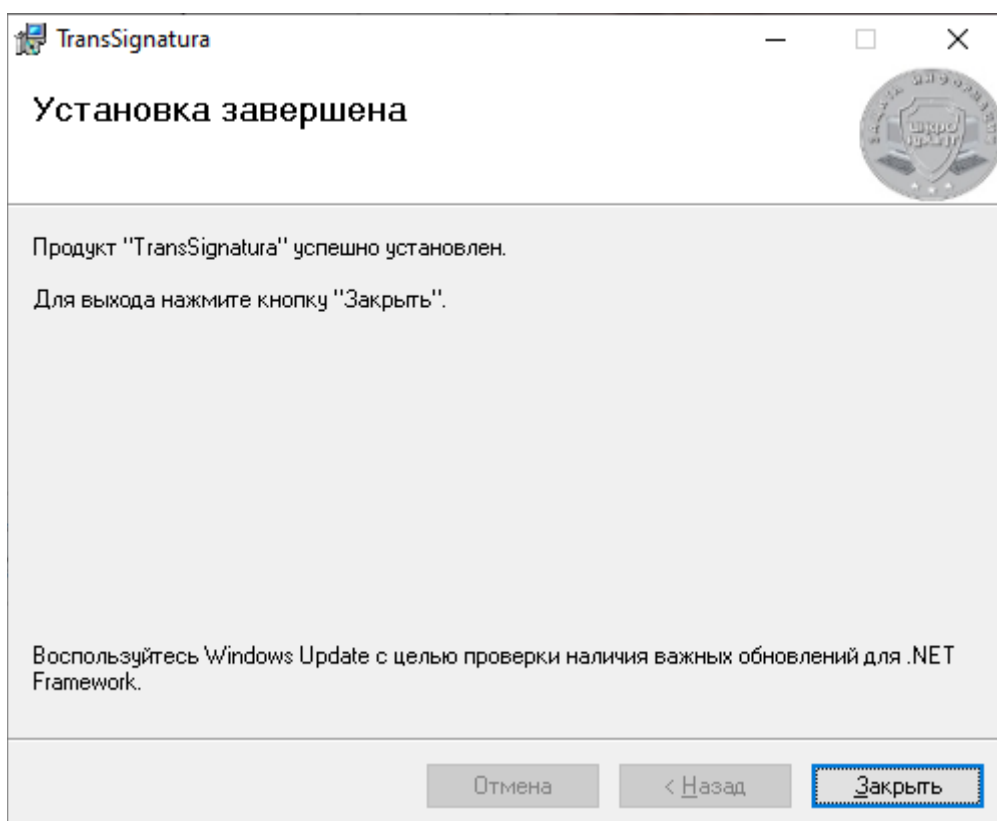 TransSignatura
Установка завершена
Продукт "TransSignatura" успешно установлен.
Для выхода нажмите кнопку "Закрыть".
Воспользуйтесь Windows Update с целью проверки наличия важных обновлений для .NET
Framework.
Отмена
< Назад
Закрыть